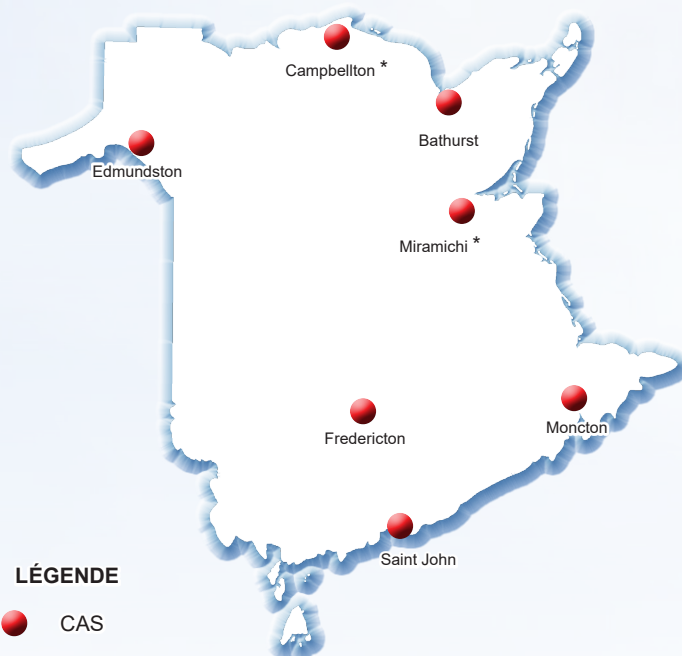 Campbellton *
Bathurst
Edmundston
Miramichi *
Fredericton
Moncton
Saint John
LÉGENDE
CAS